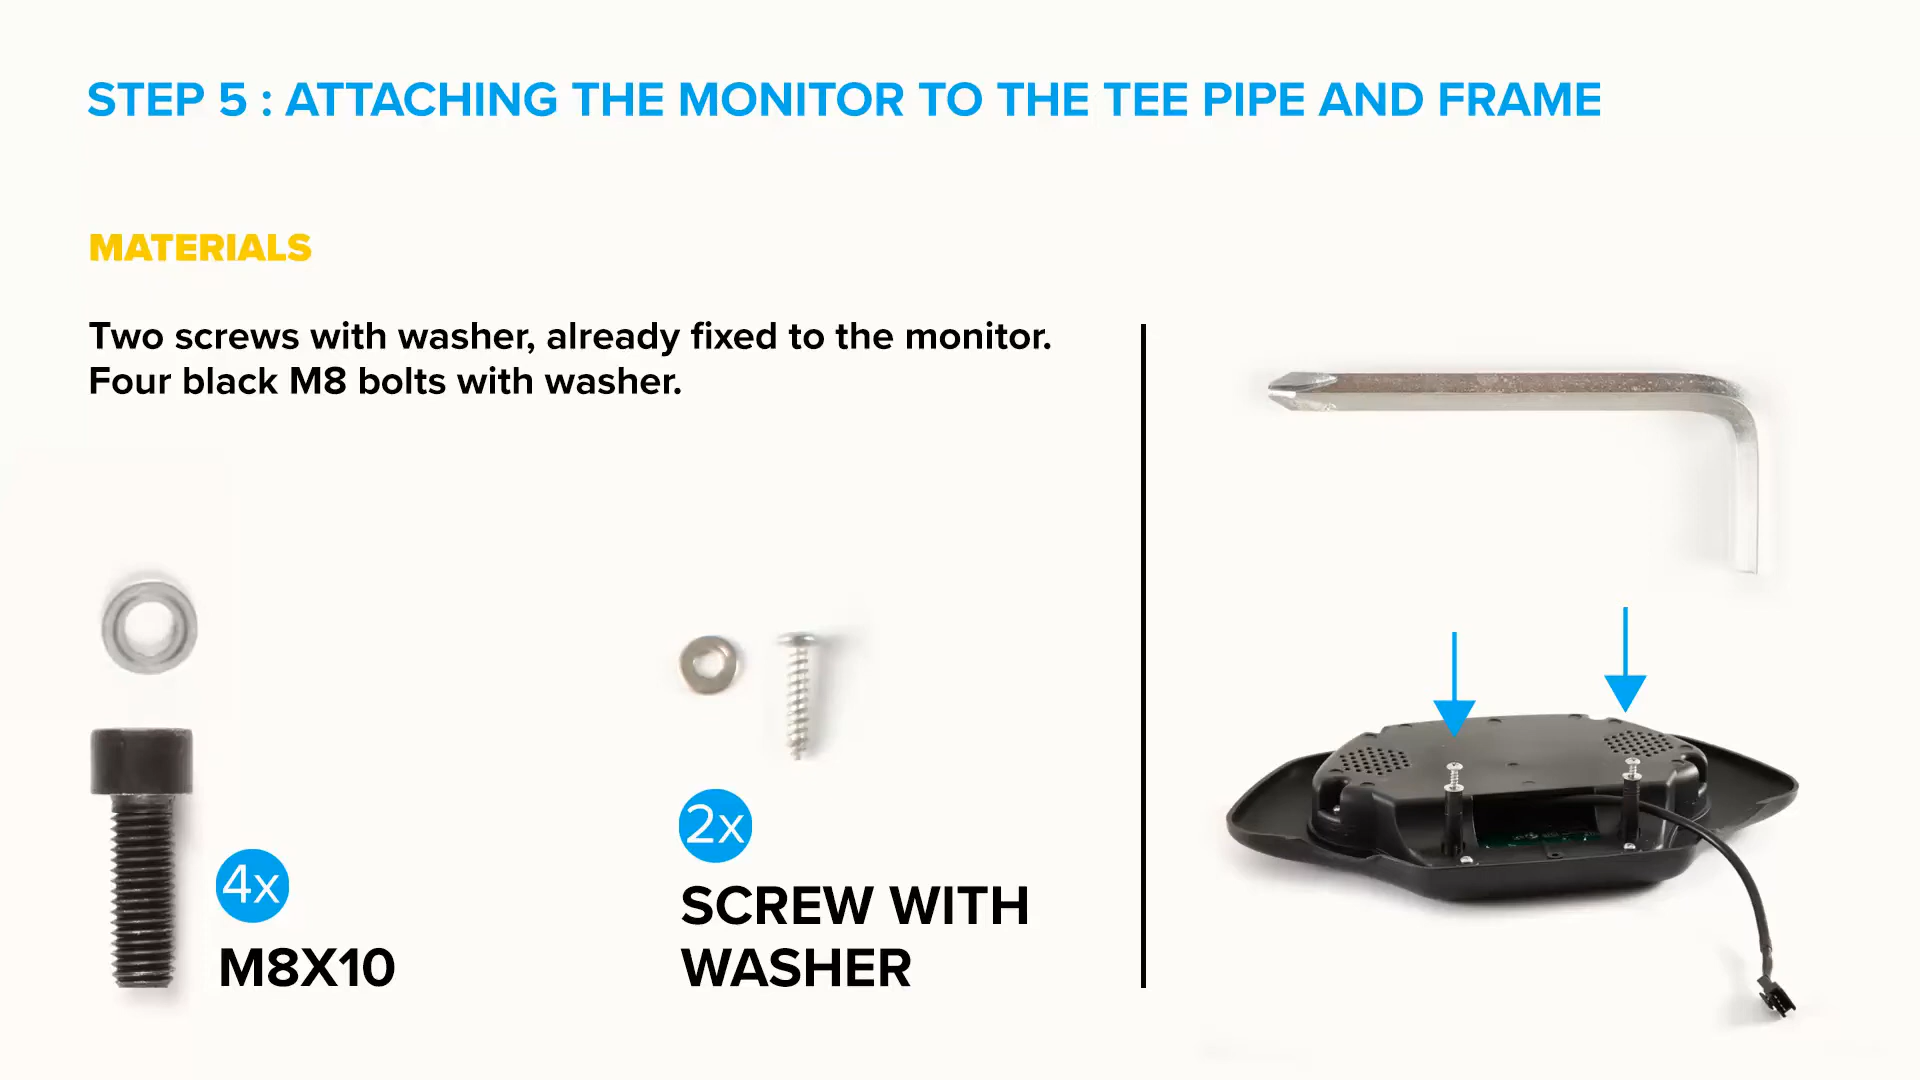 STEP 5 : ATTACHING THE MONITOR TO THE TEE PIPE AND FRAME
MATERIALS
Two screws with washer, already fixed to the monitor.
Four black M8 bolts with washer.
4x
M8X10
2x
SCREW WITH
WASHER